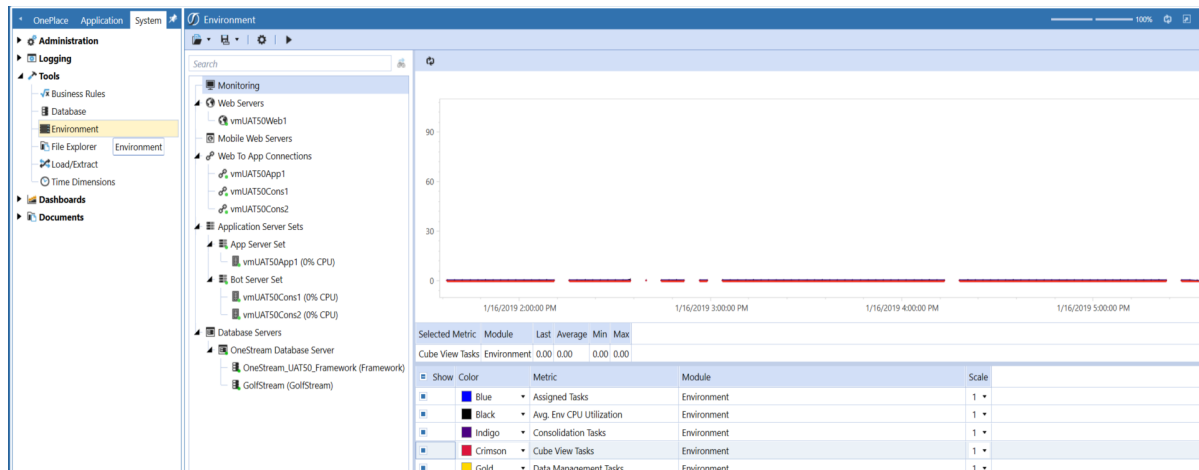 OnePlace Application System
Administration
Logging
Tools
Business Rules
Database
Environment
File Explorer
Environment
Load/Extract
Time Dimensions
Dashboards
Documents
Environment
100%
Search
Monitoring
Web Servers
vmUAT50Web1
Mobile Web Servers
Web To App Connections
vmUAT50App1
vmUAT50Cons1
vmUAT50Cons2
Application Server Sets
App Server Set
vmUAT50App1 (0% CPU)
Bot Server Set
vmUAT50Cons1 (0% CPU)
vmUAT50Cons2 (0% CPU)
Database Servers
OneStream Database Server
OneStream_UAT50_Framework (Framework)
GolfStream (GolfStream)
90
60
30
0
1/16/2019 2:00:00 PM 1/16/2019 3:00:00 PM 1/16/2019 4:00:00 PM 1/16/2019 5:00:00 PM
Selected Metric Module Last Average Min Max
Cube View Tasks Environment 0.00 0.00 0.00 0.00
Show Color Metric Module Scale
Blue Assigned Tasks Environment 1
Black Avg. Env CPU Utilization Environment 1
Indigo Consolidation Tasks Environment 1
Crimson Cube View Tasks Environment 1
Gold Data Management Tasks Environment 1